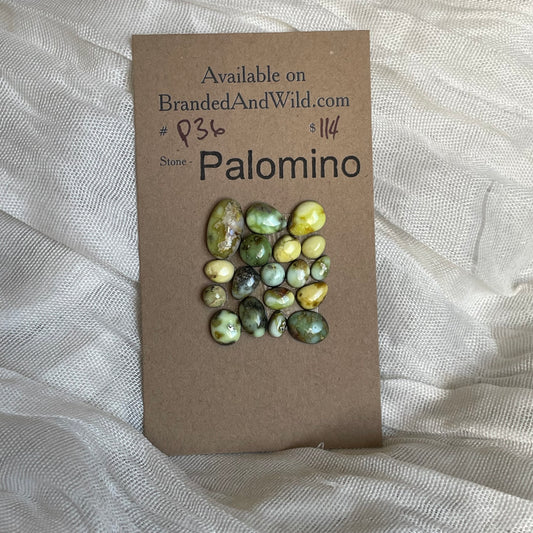 Available on
BrandedAndWild.com
# P36 $114
Stone- Palomino